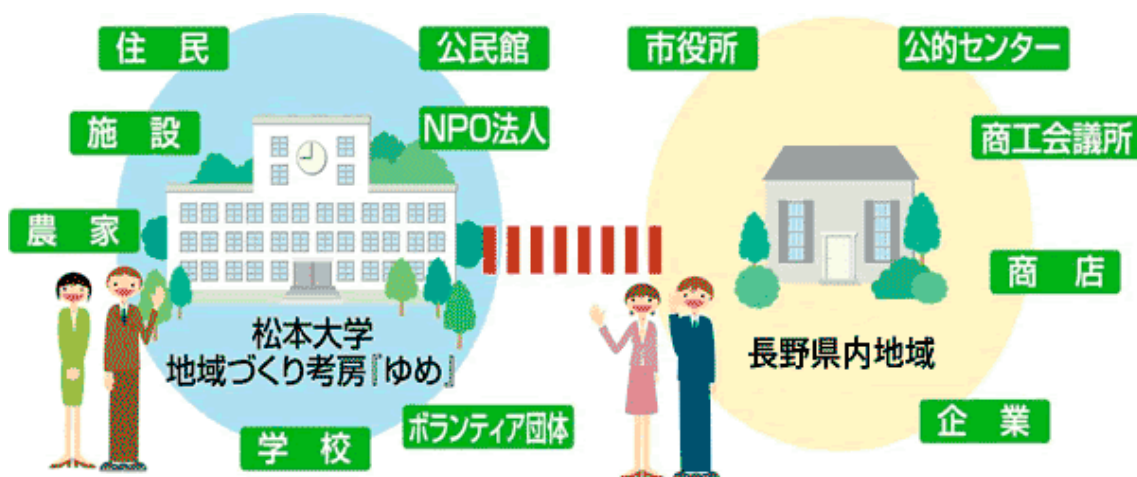 住 民
公民館
市役所
公的センター
施 設
NPO法人
商工会議所
農 家
商 店
松本大学
地域づくり考房『ゆめ』
長野県内地域
ボランティア団体
企 業
学 校